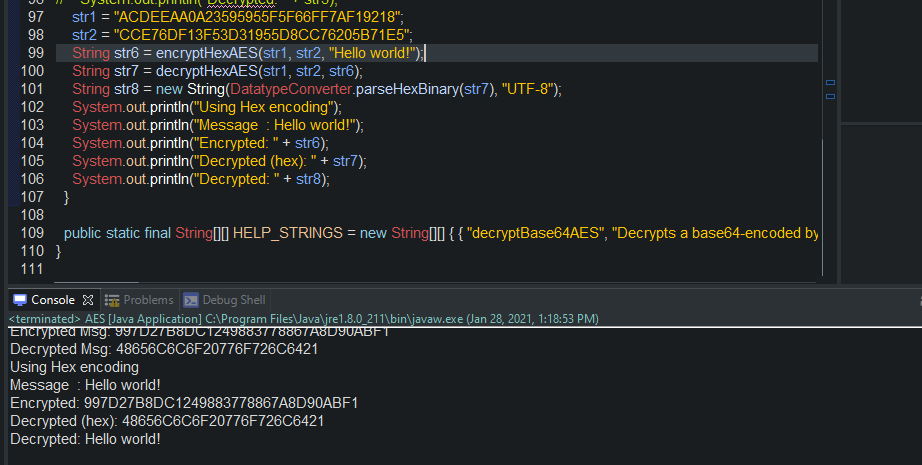 96 // System.out.println("Decrypted: " + str5);
97 str1 = "ACDEEAA0A23595955F5F66FF7AF19218";
98 str2 = "CCE76DF13F53D31955D8CC76205B71E5";
99 String str6 = encryptHexAES(str1, str2, "Hello world!");
100 String str7 = decryptHexAES(str1, str2, str6);
101 String str8 = new String(DatatypeConverter.parseHexBinary(str7), "UTF-8");
102 System.out.println("Using Hex encoding");
103 System.out.println("Message  : Hello world!");
104 System.out.println("Encrypted: " + str6);
105 System.out.println("Decrypted (hex): " + str7);
106 System.out.println("Decrypted: " + str8);
107 }
108
109 public static final String[][] HELP_STRINGS = new String[][] { { "decryptBase64AES", "Decrypts a base64-encoded by
110 }
111
Console Problems Debug Shell
<terminated> AES [Java Application] C:\Program Files\Java\jre1.8.0_211\bin\javaw.exe (Jan 28, 2021, 1:18:53 PM)
Encrypted Msg: 997D27B8DC1249883778867A8D90ABF1
Decrypted Msg: 48656C6C6F20776F726C6421
Using Hex encoding
Message  : Hello world!
Encrypted: 997D27B8DC1249883778867A8D90ABF1
Decrypted (hex): 48656C6C6F20776F726C6421
Decrypted: Hello world!